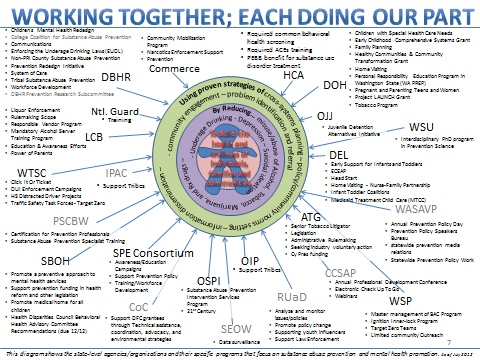 WORKING TOGETHER; EACH DOING OUR PART
• Children's Mental Health Redesign
• College Coalition for Substance Abuse Prevention
• Communications
• Enforcing the Underage Drinking Laws (EUDL)
• Non-PRI County Substance Abuse Prevention
• Prevention Redesign Initiative
• System of Care
• Tribal Substance Abuse Prevention
• Workforce Development
• DBHR Prevention Research Subcommittee
DBHR
• Community Mobilization Program
• Narcotics Enforcement Support
• Prevention
Commerce
• Required common behavioral health screening
• Required ACEs training
• PEBB benefit for substance use disorder treatment
HCA
• Children with Special Health Care Needs
• Early Childhood Comprehensive Systems Grant
• Family Planning
• Healthy Communities & Community Transformation Grant
• Home Visiting
• Personal Responsibility Education Program in Washington State (WA PREP)
• Pregnant and Parenting Teens and Women
• Project LAUNCH Grant
• Tobacco Program
DOH
Ntl. Guard
• Training
• Liquor Enforcement
• Rulemaking Scope
• Responsible Vendor Program
• Mandatory Alcohol Server Training Program
• Education & Awareness Efforts
• Power of Parents
LCB
OJJ
• Juvenile Detention Alternatives Initiative
WSU
• Interdisciplinary PhD program in Prevention Science
WTSC
• Click It Or Ticket
• DUI Enforcement Campaigns
• HS Distracted Driver Projects
• Traffic Safety Task Forces - Target Zero
IPAC
• Support Tribes
DEL
• Early Support for Infants and Toddlers
• ECEAP
• Head Start
• Home Visiting - Nurse-Family Partnership
• Infant Toddler Coalitions
• Medicaid Treatment Child Care (MTCC)
PSCBW
• Certification for Prevention Professionals
• Substance Abuse Prevention Specialist Training
WASAVP
• Annual Prevention Policy Day
• Prevention Policy Speakers Bureau
• statewide prevention media relations
• Statewide Prevention Policy Work
ATG
• Senior Tobacco Litigator
• Legislation
• Administrative Rulemaking
• Seeking industry voluntary action
• Cy Pres funding
SBOH
• Promote a preventive approach to mental health services
• Support prevention funding in health reform and other legislation
• Promote medical home for all children
• Health Disparities Council Behavioral Health Advisory Committee Recommendations (due 12/12)
SPE Consortium
• Awareness/Education Campaigns
• Support Prevention Policy
• Training/Workforce Development
CoC
• Support DFC grantees through Technical assistance, coordination, advocacy, and environmental strategies
OSPI
• Substance Abuse Prevention Intervention Services Program
• 21st Century
OIP
• Support Tribes
SEOW
• Data surveillance
RUaD
• Analyze and monitor issues/policies
• Promote policy change
• Supporting youth influencers
• Support Law Enforcement
CCSAP
• Annual Professional Development Conference
• Electronic Check Up To Go
• Webinars
WSP
• Master management of BAC Program
• Ignition Interlock Program
• Target Zero Teams
• Limited community Outreach
Using proven strategies of cross-systems planning – policy/community norms setting – information dissemination – community engagement – problem identification and referral
By Reducing...
Underage Drinking - Depression –
7
This diagram shows the state-level agencies/organizations and their specific programs that focus on substance abuse prevention and mental health promotion. As of July 2013